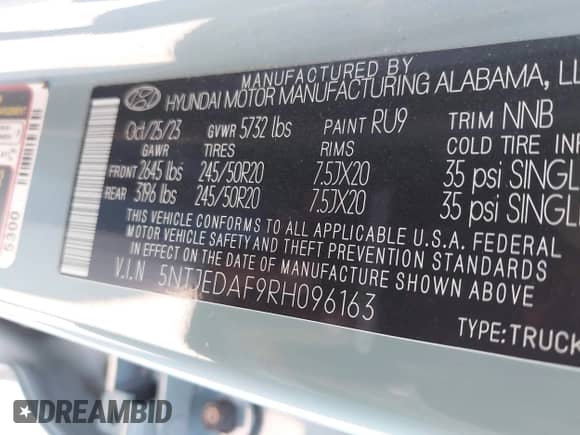 MANUFACTURED BY
HYUNDAI MOTOR MANUFACTURING ALABAMA, LL
Oct/25/23 GVWR 5732 lbs PAINT RU9 TRIM NNB
GAWR TIRES RIMS COLD TIRE INF
FRONT 2645 lbs 245/50R20 7.5JX20 35 psi SINGL
REAR 3196 lbs 245/50R20 7.5JX20 35 psi SINGL
THIS VEHICLE CONFORMS TO ALL APPLICABLE U.S.A. FEDERAL
MOTOR VEHICLE SAFETY AND THEFT PREVENTION STANDARDS
IN EFFECT ON THE DATE OF MANUFACTURE SHOWN ABOVE
V.I.N 5NTJEDAF9RH096163
TYPE:TRUCK
5300
DREAMBID